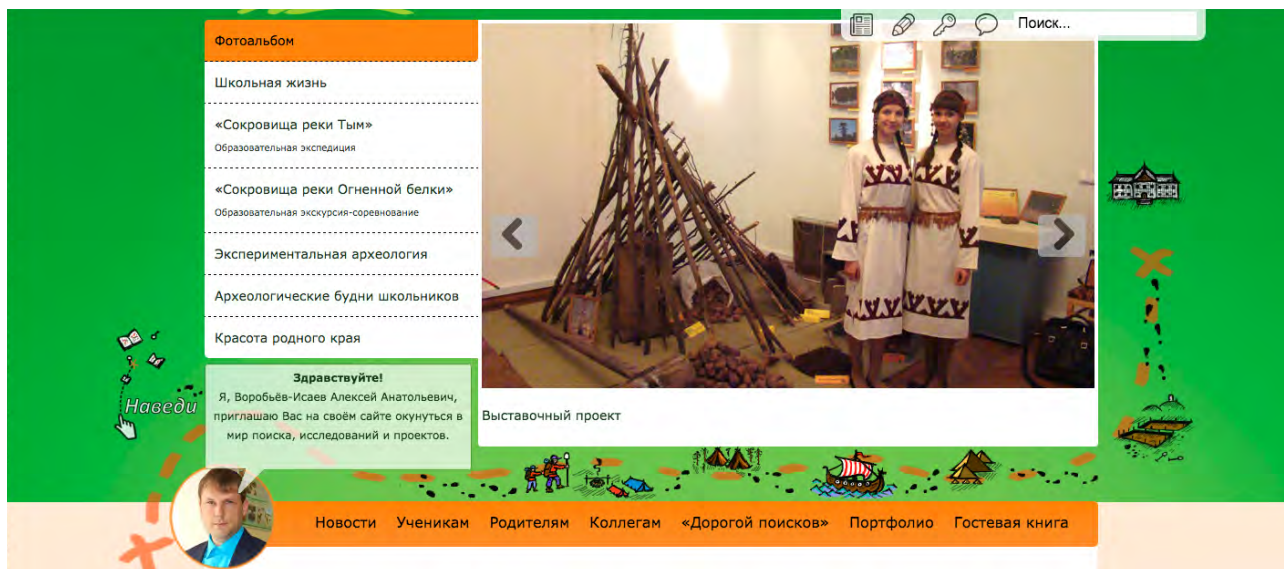 Поиск...
Фотоальбом
Школьная жизнь
«Сокровища реки Тым»
Образовательная экспедиция
«Сокровища реки Огненной белки»
Образовательная экскурсия-соревнование
Экспериментальная археология
Археологические будни школьников
Красота родного края
Выставочный проект
Наведи
Здравствуйте!
Я, Воробьёв-Исаев Алексей Анатольевич,
приглашаю Вас на своём сайте окунуться в
мир поиска, исследований и проектов.
Новости Ученикам Родителям Коллегам «Дорогой поисков» Портфолио Гостевая книга